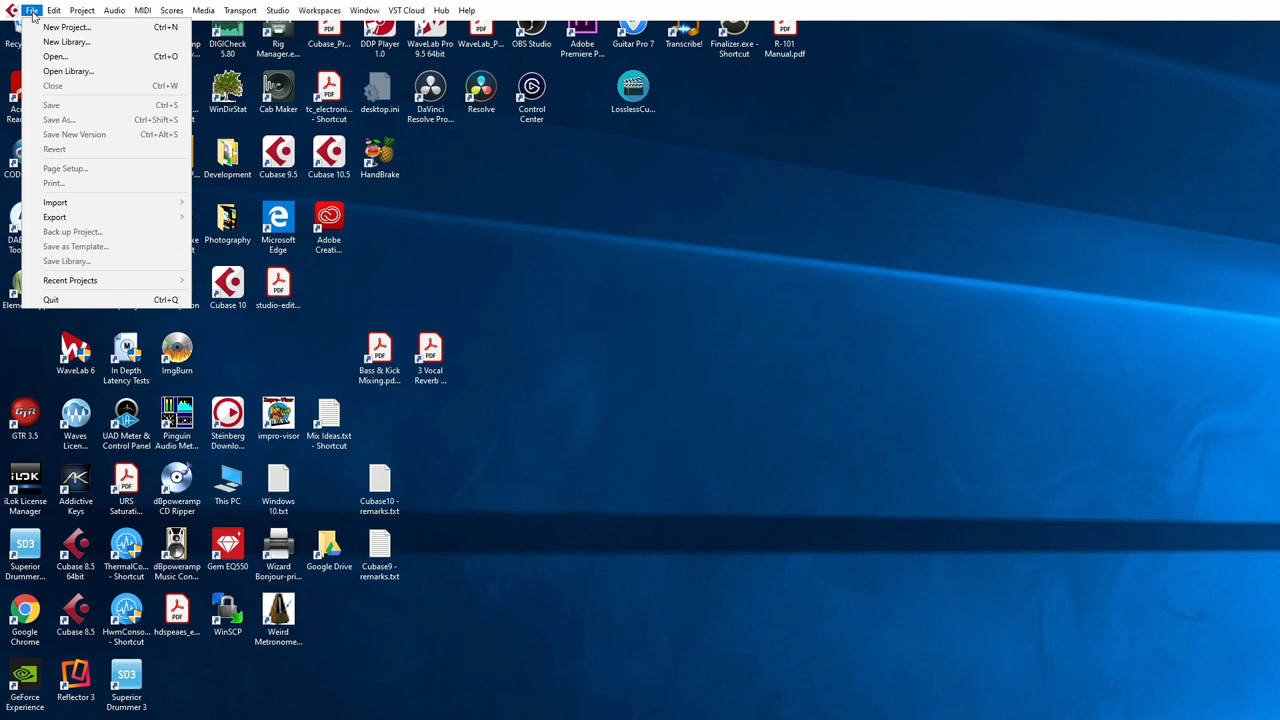 File Edit Project Audio MIDI Scores Media Transport Studio Workspaces Window VST Cloud Hub Help
New Project... Ctrl+N
New Library...
Open... Ctrl+O
Open Library...
Close Ctrl+W
Save Ctrl+S
Save As... Ctrl+Shift+S
Save New Version Ctrl+Alt+S
Revert
Page Setup...
Print...
Import
Export
Back up Project...
Save as Template...
Save Library...
Recent Projects
Quit Ctrl+Q
DIGICheck
5.80
Rig
Manager.e...
Cubase_Pr...
DDP Player
1.0
WaveLab Pro
9.5 64bit
WaveLab_P...
OBS Studio
Adobe
Premiere P...
Guitar Pro 7
Transcribe!
Finalizer.exe -
Shortcut
R-101
Manual.pdf
WinDirStat
Cab Maker
tc_electroni...
- Shortcut
desktop.ini
DaVinci
Resolve Pro...
Resolve
Control
Center
LosslessCu...
Development
Cubase 9.5
Cubase 10.5
HandBrake
Photography
Microsoft
Edge
Adobe
Creati...
Cubase 10
studio-edit...
WaveLab 6
In Depth
Latency Tests
ImgBurn
Bass & Kick
Mixing.pd...
3 Vocal
Reverb ...
GTR 3.5
Waves
Licen...
UAD Meter &
Control Panel
Pinguin
Audio Met...
Steinberg
Downlo...
impro-visor
Mix Ideas.txt
- Shortcut
iLok License
Manager
Addictive
Keys
URS
Saturati...
dBpoweramp
CD Ripper
This PC
Windows
10.txt
Cubase10 -
remarks.txt
Superior
Drummer...
Cubase 8.5
64bit
ThermalCo...
- Shortcut
dBpoweramp
Music Con...
Gem EQ550
Wizard
Bonjour-pri...
Google Drive
Cubase9 -
remarks.txt
Google
Chrome
Cubase 8.5
HwmConso...
- Shortcut
hdspeaes_e...
WinSCP
Weird
Metronome...
GeForce
Experience
Reflector 3
Superior
Drummer 3